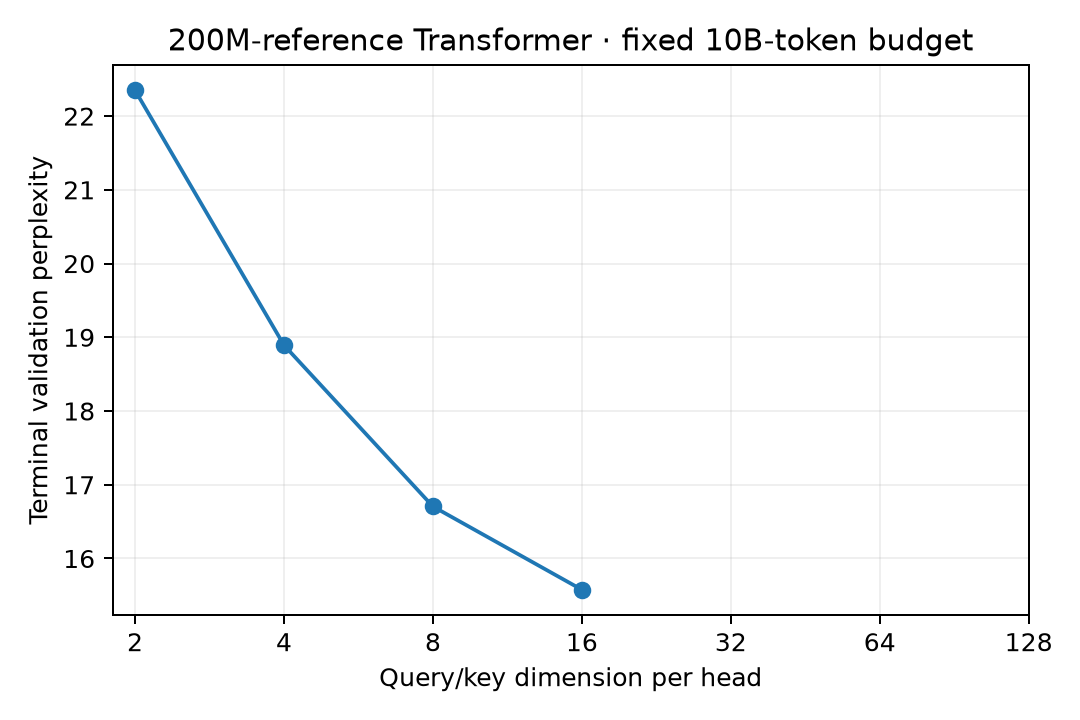 200M-reference Transformer · fixed 10B-token budget
Terminal validation perplexity
22
21
20
19
18
17
16
2 4 8 16 32 64 128
Query/key dimension per head